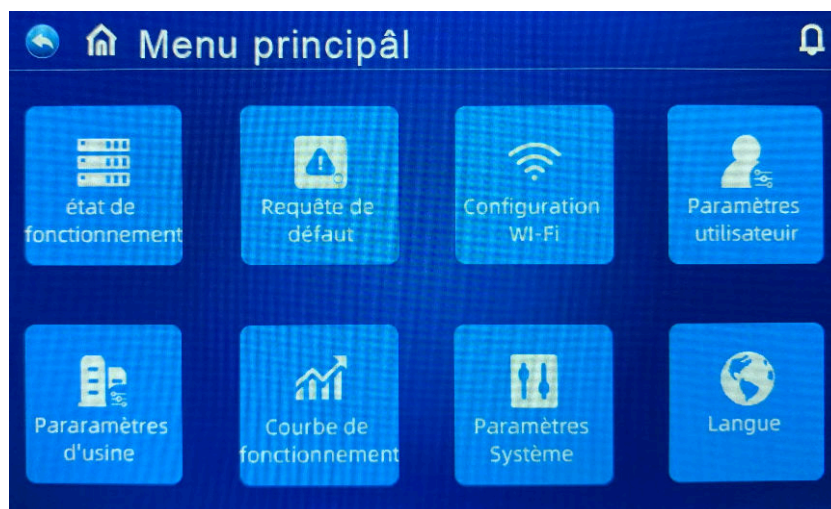 Menu principâl
état de
fonctionnement
Requête de
défaut
Configuration
WI-Fi
Paramètres
utilisateuir
Pararamètres
d'usine
Courbe de
fonctionnement
Paramètres
Système
Langue